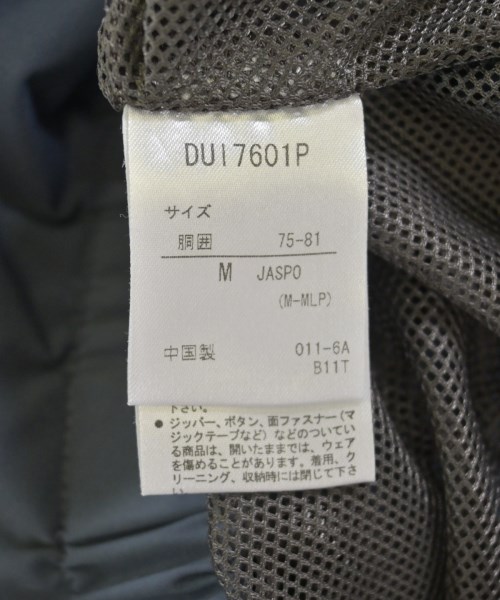 DUI7601P
サイズ
胴囲 75-81
M JASPO
(M-MLP)
中国製 011-6A
B11T
下さい。
● ジッパー、ボタン、面ファスナー(マ
ジックテープなど)などのついてい
る商品は、開いたままでは、ウェア
を傷めることがあります。着用、ク
リーニング、収納時には閉じて下さ
い。